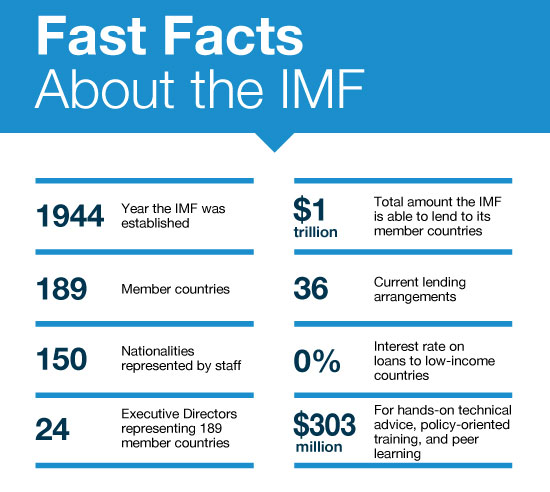 Fast Facts
About the IMF
1944
Year the IMF was
established
189
Member countries
150
Nationalities
represented by staff
24
Executive Directors
representing 189
member countries
$1
trillion
Total amount the IMF
is able to lend to its
member countries
36
Current lending
arrangements
0%
Interest rate on
loans to low-income
countries
$303
million
For hands-on technical
advice, policy-oriented
training, and peer
learning